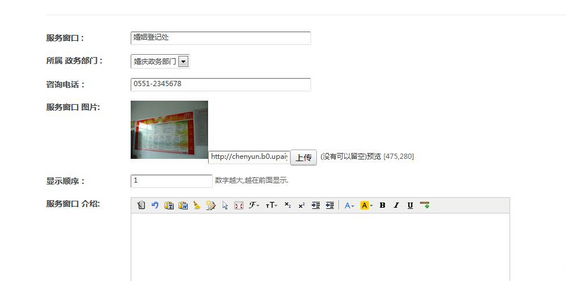 服务窗口：
婚姻登记处
所属 政务部门：
婚庆政务部门
咨询电话：
0551-2345678
服务窗口 图片:
http://chenyun.b0.upai
上传
(没有可以留空)预览 [475,280]
显示顺序：
1
数字越大,越在前面显示.
服务窗口 介绍: